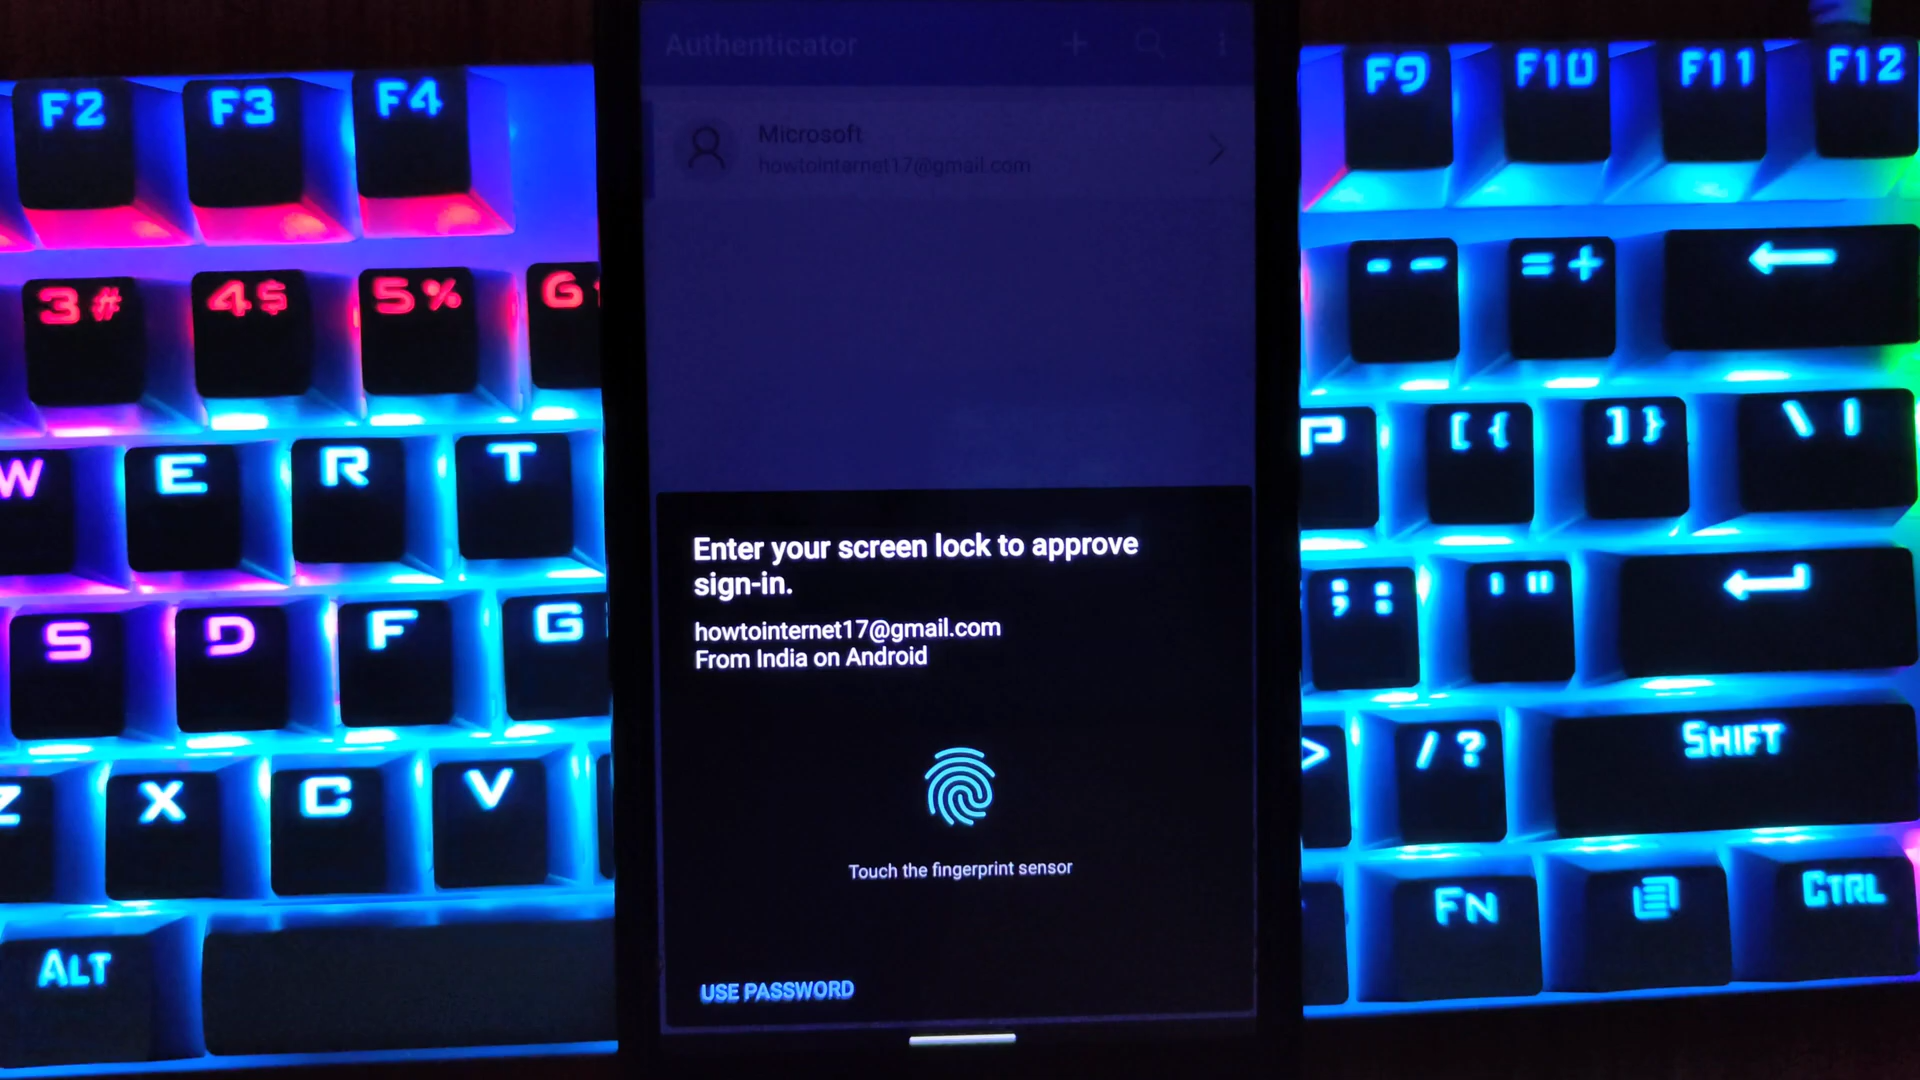 Authenticator
Microsoft
howtointernet17@gmail.com
Enter your screen lock to approve
sign-in.
howtointernet17@gmail.com
From India on Android
Touch the fingerprint sensor
USE PASSWORD
F2 F3 F4
3# 4$ 5% 6
W E R T
S D F G
Z X C V
ALT
F9 F10 F11 F12
- - = +
P [ { ] } \ |
; : ' "
> / ? SHIFT
FN CTRL